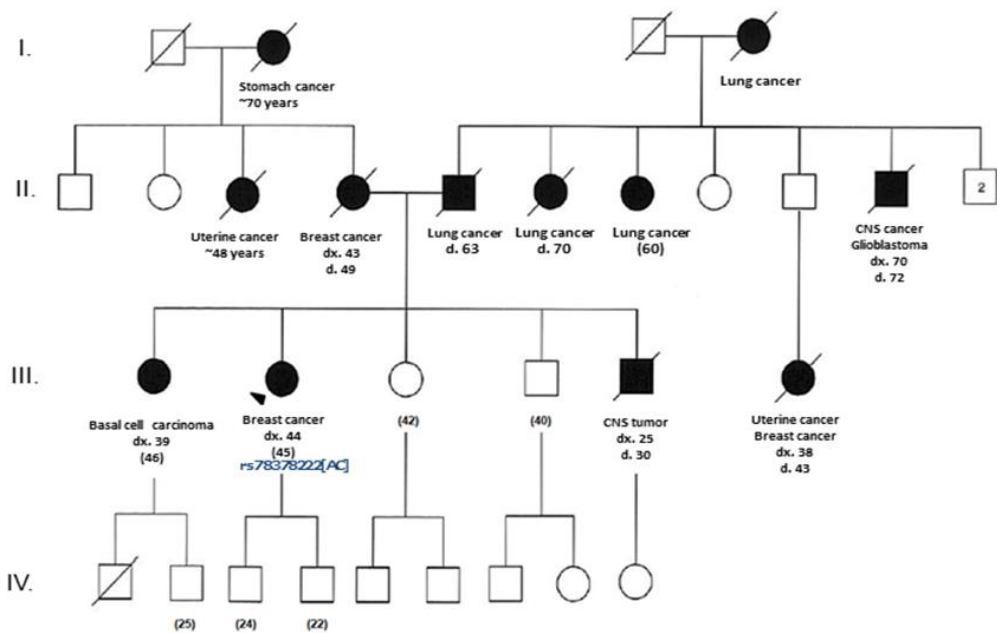 I.
Stomach cancer
~70 years
Lung cancer
II.
2
Uterine cancer
~48 years
Breast cancer
dx. 43
d. 49
Lung cancer
d. 63
Lung cancer
d. 70
Lung cancer
(60)
CNS cancer
Glioblastoma
dx. 70
d. 72
III.
Basal cell carcinoma
dx. 39
(46)
Breast cancer
dx. 44
(45)
rs78378222[AC]
(42)
(40)
CNS tumor
dx. 25
d. 30
Uterine cancer
Breast cancer
dx. 38
d. 43
IV.
(25)
(24)
(22)